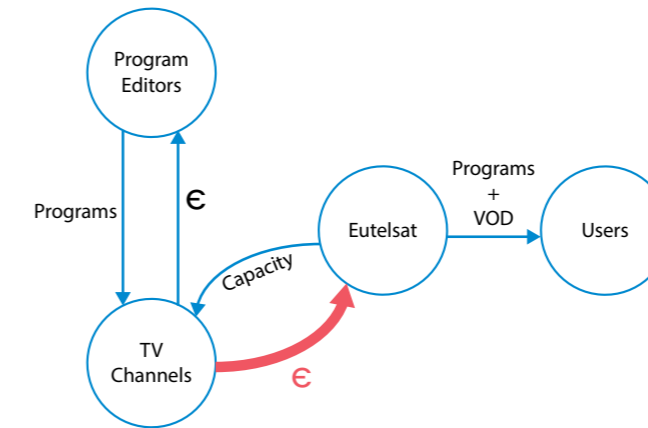 Program
Editors
Programs
€
Capacity
Eutelsat
Programs
+
VOD
Users
TV
Channels
€